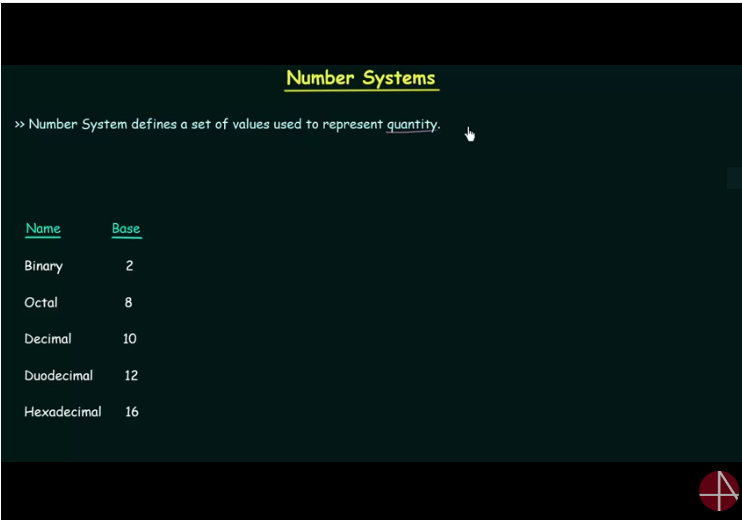 Number Systems
>> Number System defines a set of values used to represent quantity.
Name Base
Binary 2
Octal 8
Decimal 10
Duodecimal 12
Hexadecimal 16